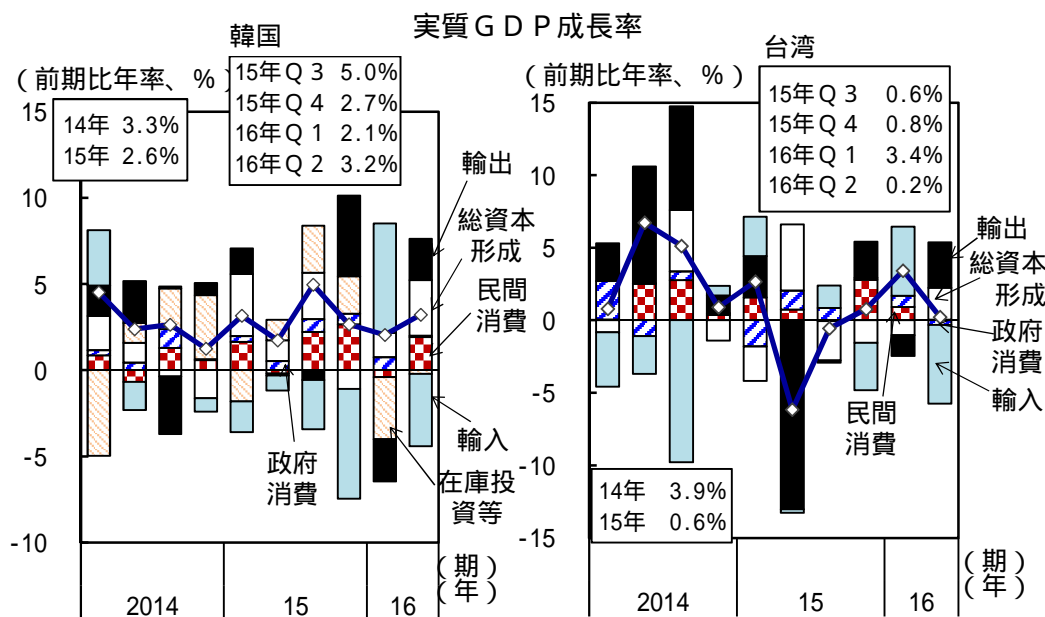 実質ＧＤＰ成長率
韓国
（前期比年率、％）
14年 3.3%
15年 2.6%
15年Ｑ３ 5.0%
15年Ｑ４ 2.7%
16年Ｑ１ 2.1%
16年Ｑ２ 3.2%
15
10
5
0
-5
-10
輸出
総資本
形成
民間
消費
輸入
政府
消費
在庫投
資等
（期）
（年）
2014
15
16
台湾
（前期比年率、％）
15年Ｑ３ 0.6%
15年Ｑ４ 0.8%
16年Ｑ１ 3.4%
16年Ｑ２ 0.2%
15
10
5
0
-5
-10
-15
輸出
総資本
形成
政府
消費
輸入
民間
消費
14年 3.9%
15年 0.6%
（期）
（年）
2014
15
16